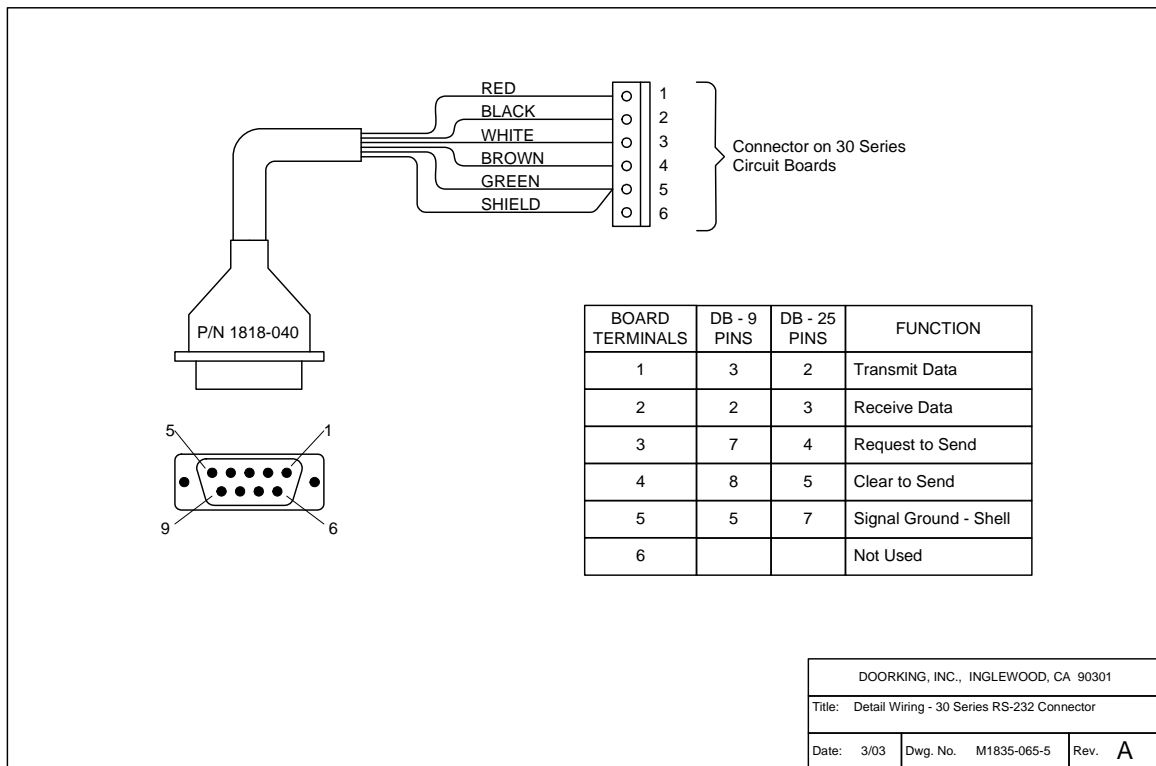 RED
BLACK
WHITE
BROWN
GREEN
SHIELD
1
2
3
4
5
6
Connector on 30 Series
Circuit Boards
P/N 1818-040
5 1
9 6
BOARD TERMINALS DB - 9 PINS DB - 25 PINS FUNCTION
1 3 2 Transmit Data
2 2 3 Receive Data
3 7 4 Request to Send
4 8 5 Clear to Send
5 5 7 Signal Ground - Shell
6 Not Used
DOORKING, INC., INGLEWOOD, CA 90301
Title: Detail Wiring - 30 Series RS-232 Connector
Date: 3/03 Dwg. No. M1835-065-5 Rev. A